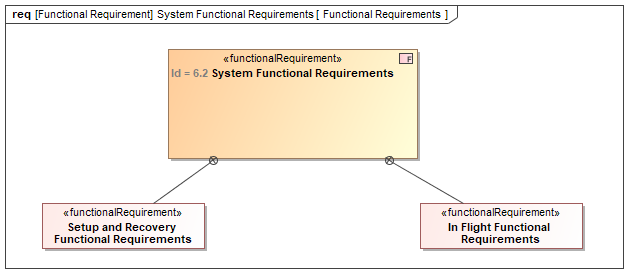 req [Functional Requirement] System Functional Requirements [ Functional Requirements ]
«functionalRequirement»
F
Id = 6.2 System Functional Requirements
«functionalRequirement»
Setup and Recovery
Functional Requirements
«functionalRequirement»
In Flight Functional
Requirements